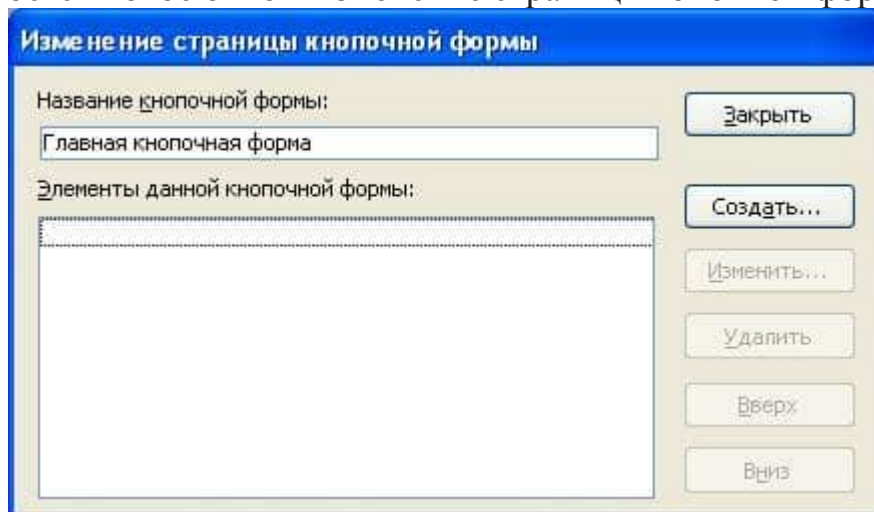 Изменение страницы кнопочной формы
Название кнопочной формы:
Закрыть
Главная кнопочная форма
Элементы данной кнопочной формы:
Создать...
Изменить...
Удалить
Вверх
Вниз